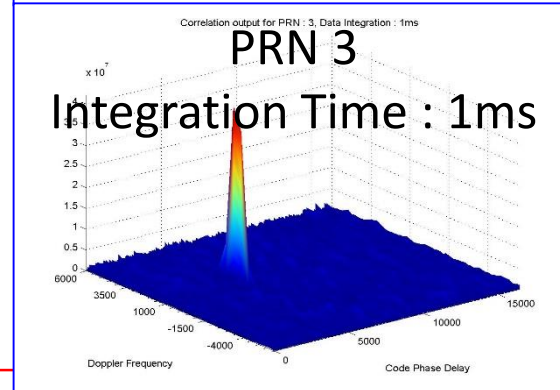 Correlation output for PRN : 3, Data Integration : 1ms
PRN 3
x 10^7
Integration Time : 1ms
3.5
3
2.5
2
1.5
1
0.5
0
6000
3500
1000
-1500
-4000
0
5000
10000
15000
Doppler Frequency
Code Phase Delay